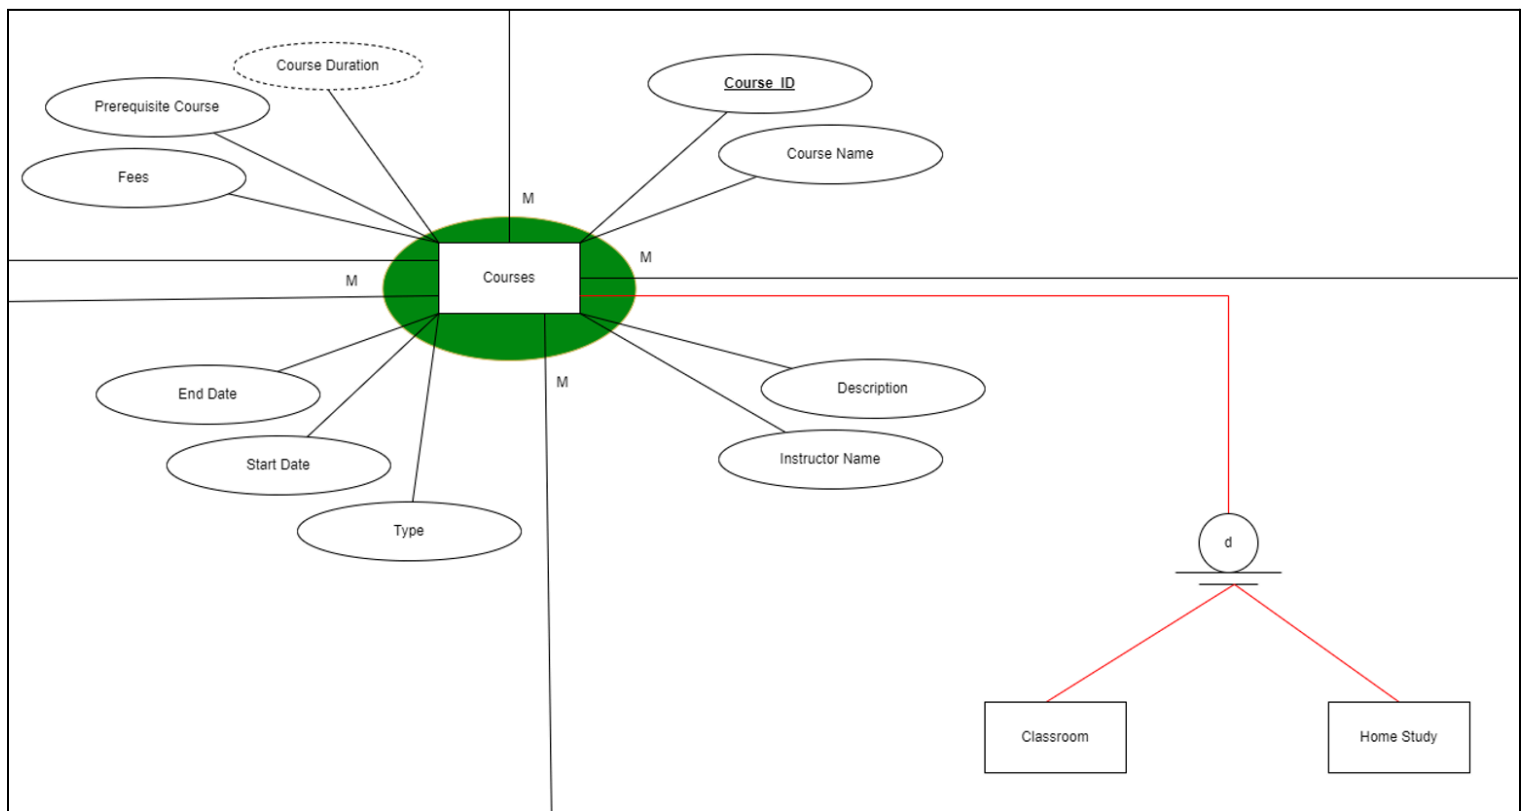 Course Duration
Course_ID
Prerequisite Course
Course Name
Fees
M
M
Courses
M
M
Description
End Date
Instructor Name
Start Date
Type
d
Classroom
Home Study